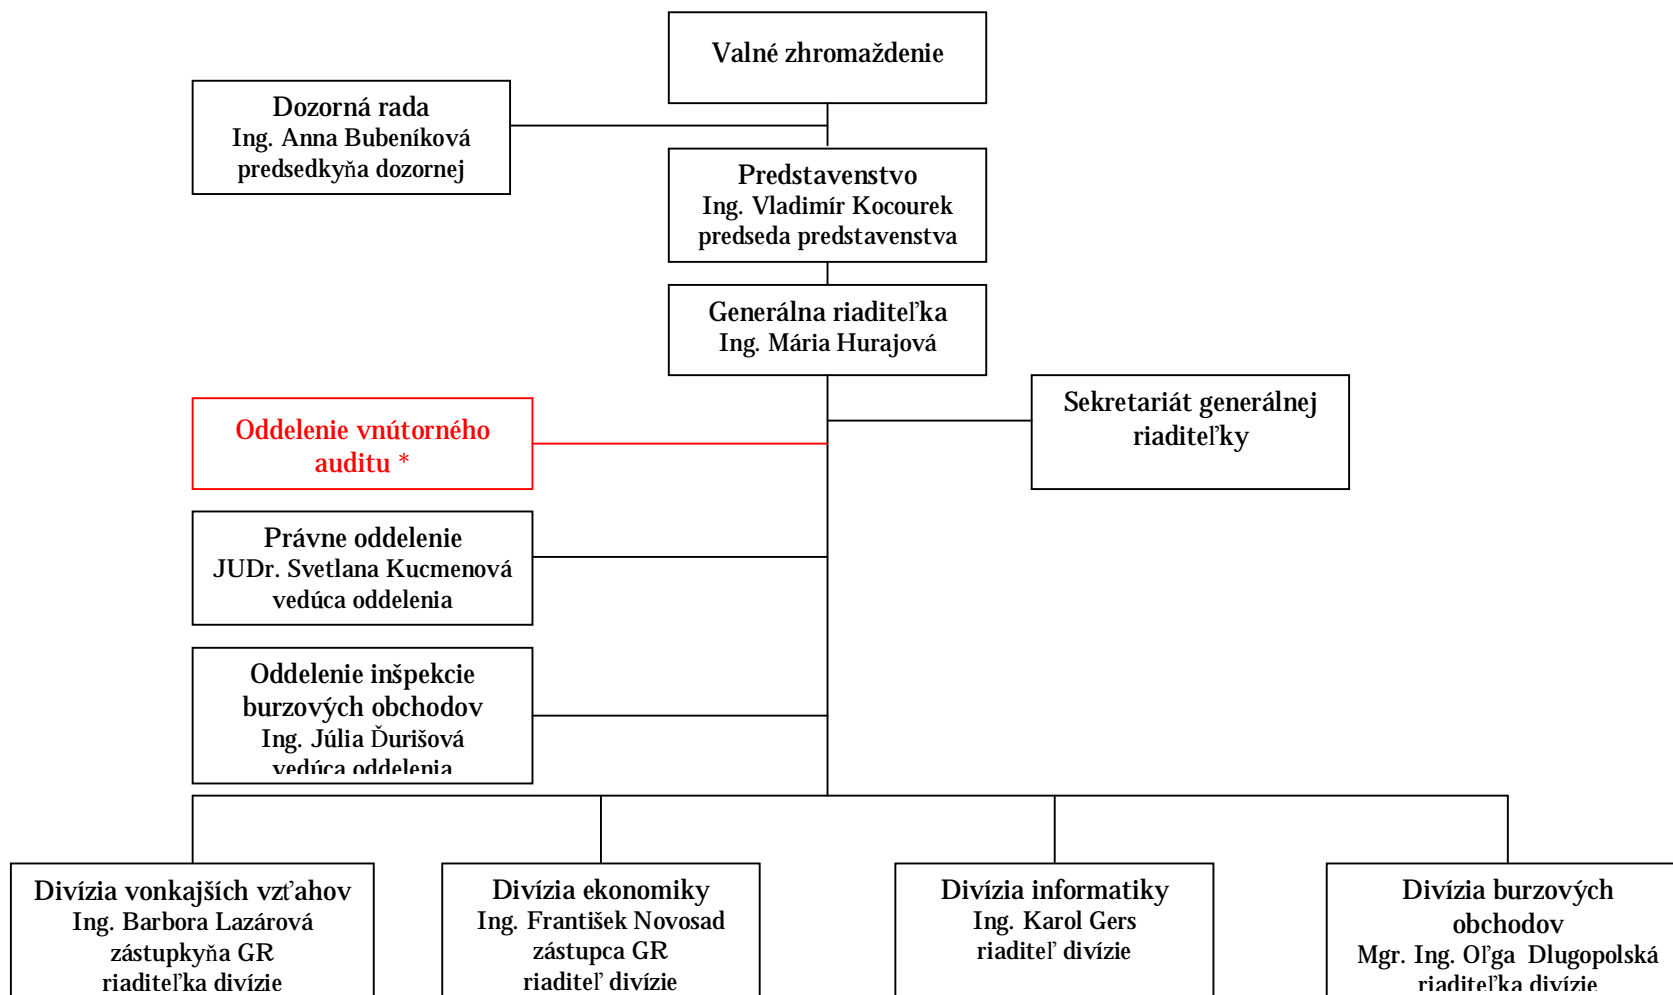 Valné zhromaždenie
Dozorná rada
Ing. Anna Bubeníková
predsedkyňa dozornej
Predstavenstvo
Ing. Vladimír Kocourek
predseda predstavenstva
Generálna riaditeľka
Ing. Mária Hurajová
Sekretariát generálnej
riaditeľky
Oddelenie vnútorného
auditu *
Právne oddelenie
JUDr. Svetlana Kucmenová
vedúca oddelenia
Oddelenie inšpekcie
burzových obchodov
Ing. Júlia Ďurišová
vedúca oddelenia
Divízia vonkajších vzťahov
Ing. Barbora Lazárová
zástupkyňa GR
riaditeľka divízie
Divízia ekonomiky
Ing. František Novosad
zástupca GR
riaditeľ divízie
Divízia informatiky
Ing. Karol Gers
riaditeľ divízie
Divízia burzových
obchodov
Mgr. Ing. Oľga Dlugopolská
riaditeľka divízie